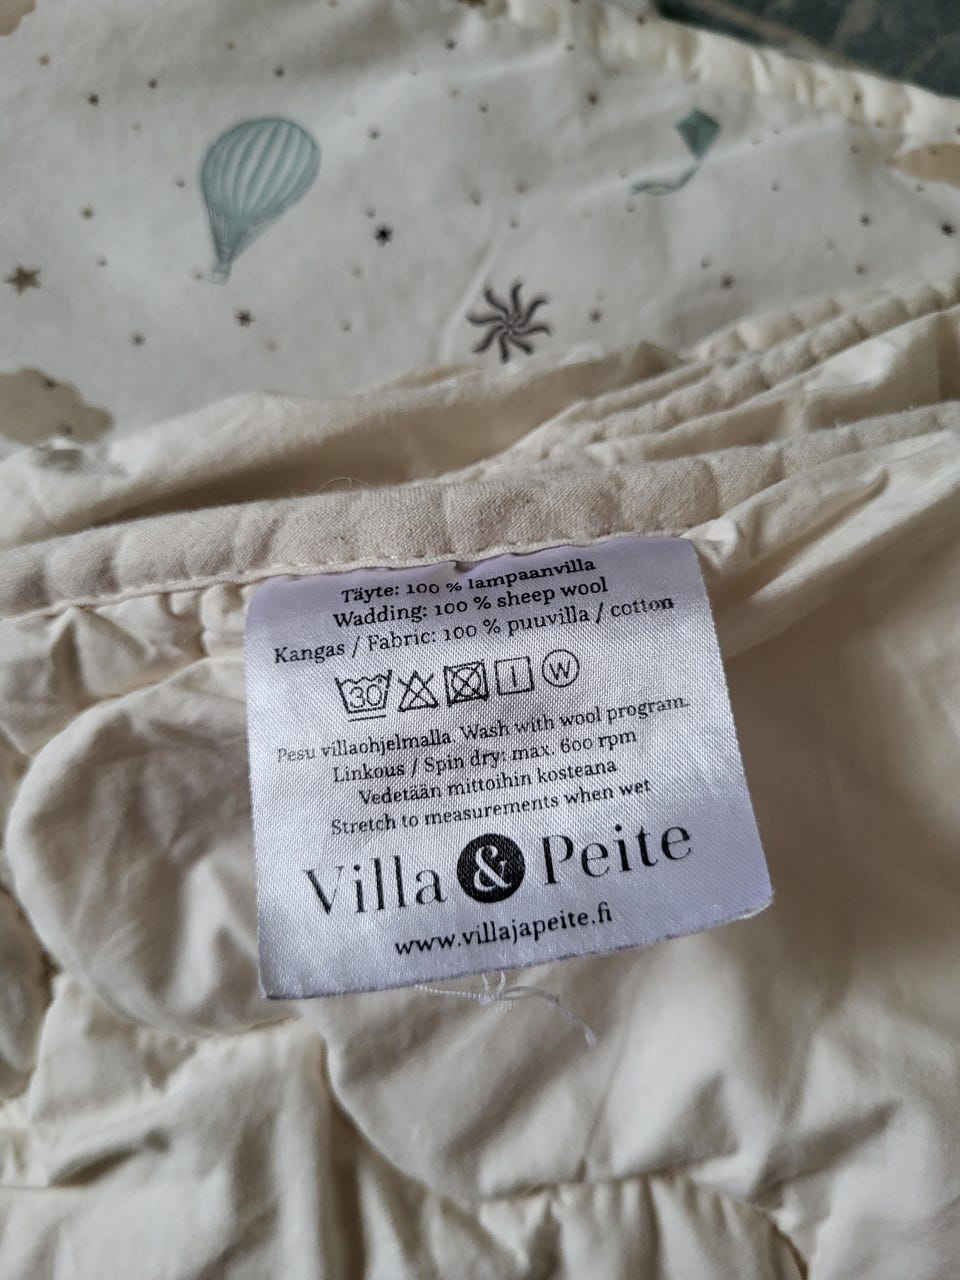 Täyte: 100 % lampaanvilla
Wadding: 100 % sheep wool
Kangas / Fabric: 100 % puuvilla / cotton
30 W
Pesu villaohjelmalla. Wash with wool program.
Linkous / Spin dry: max. 600 rpm
Vedetään mittoihin kosteana
Stretch to measurements when wet
Villa & Peite
www.villajapeite.fi